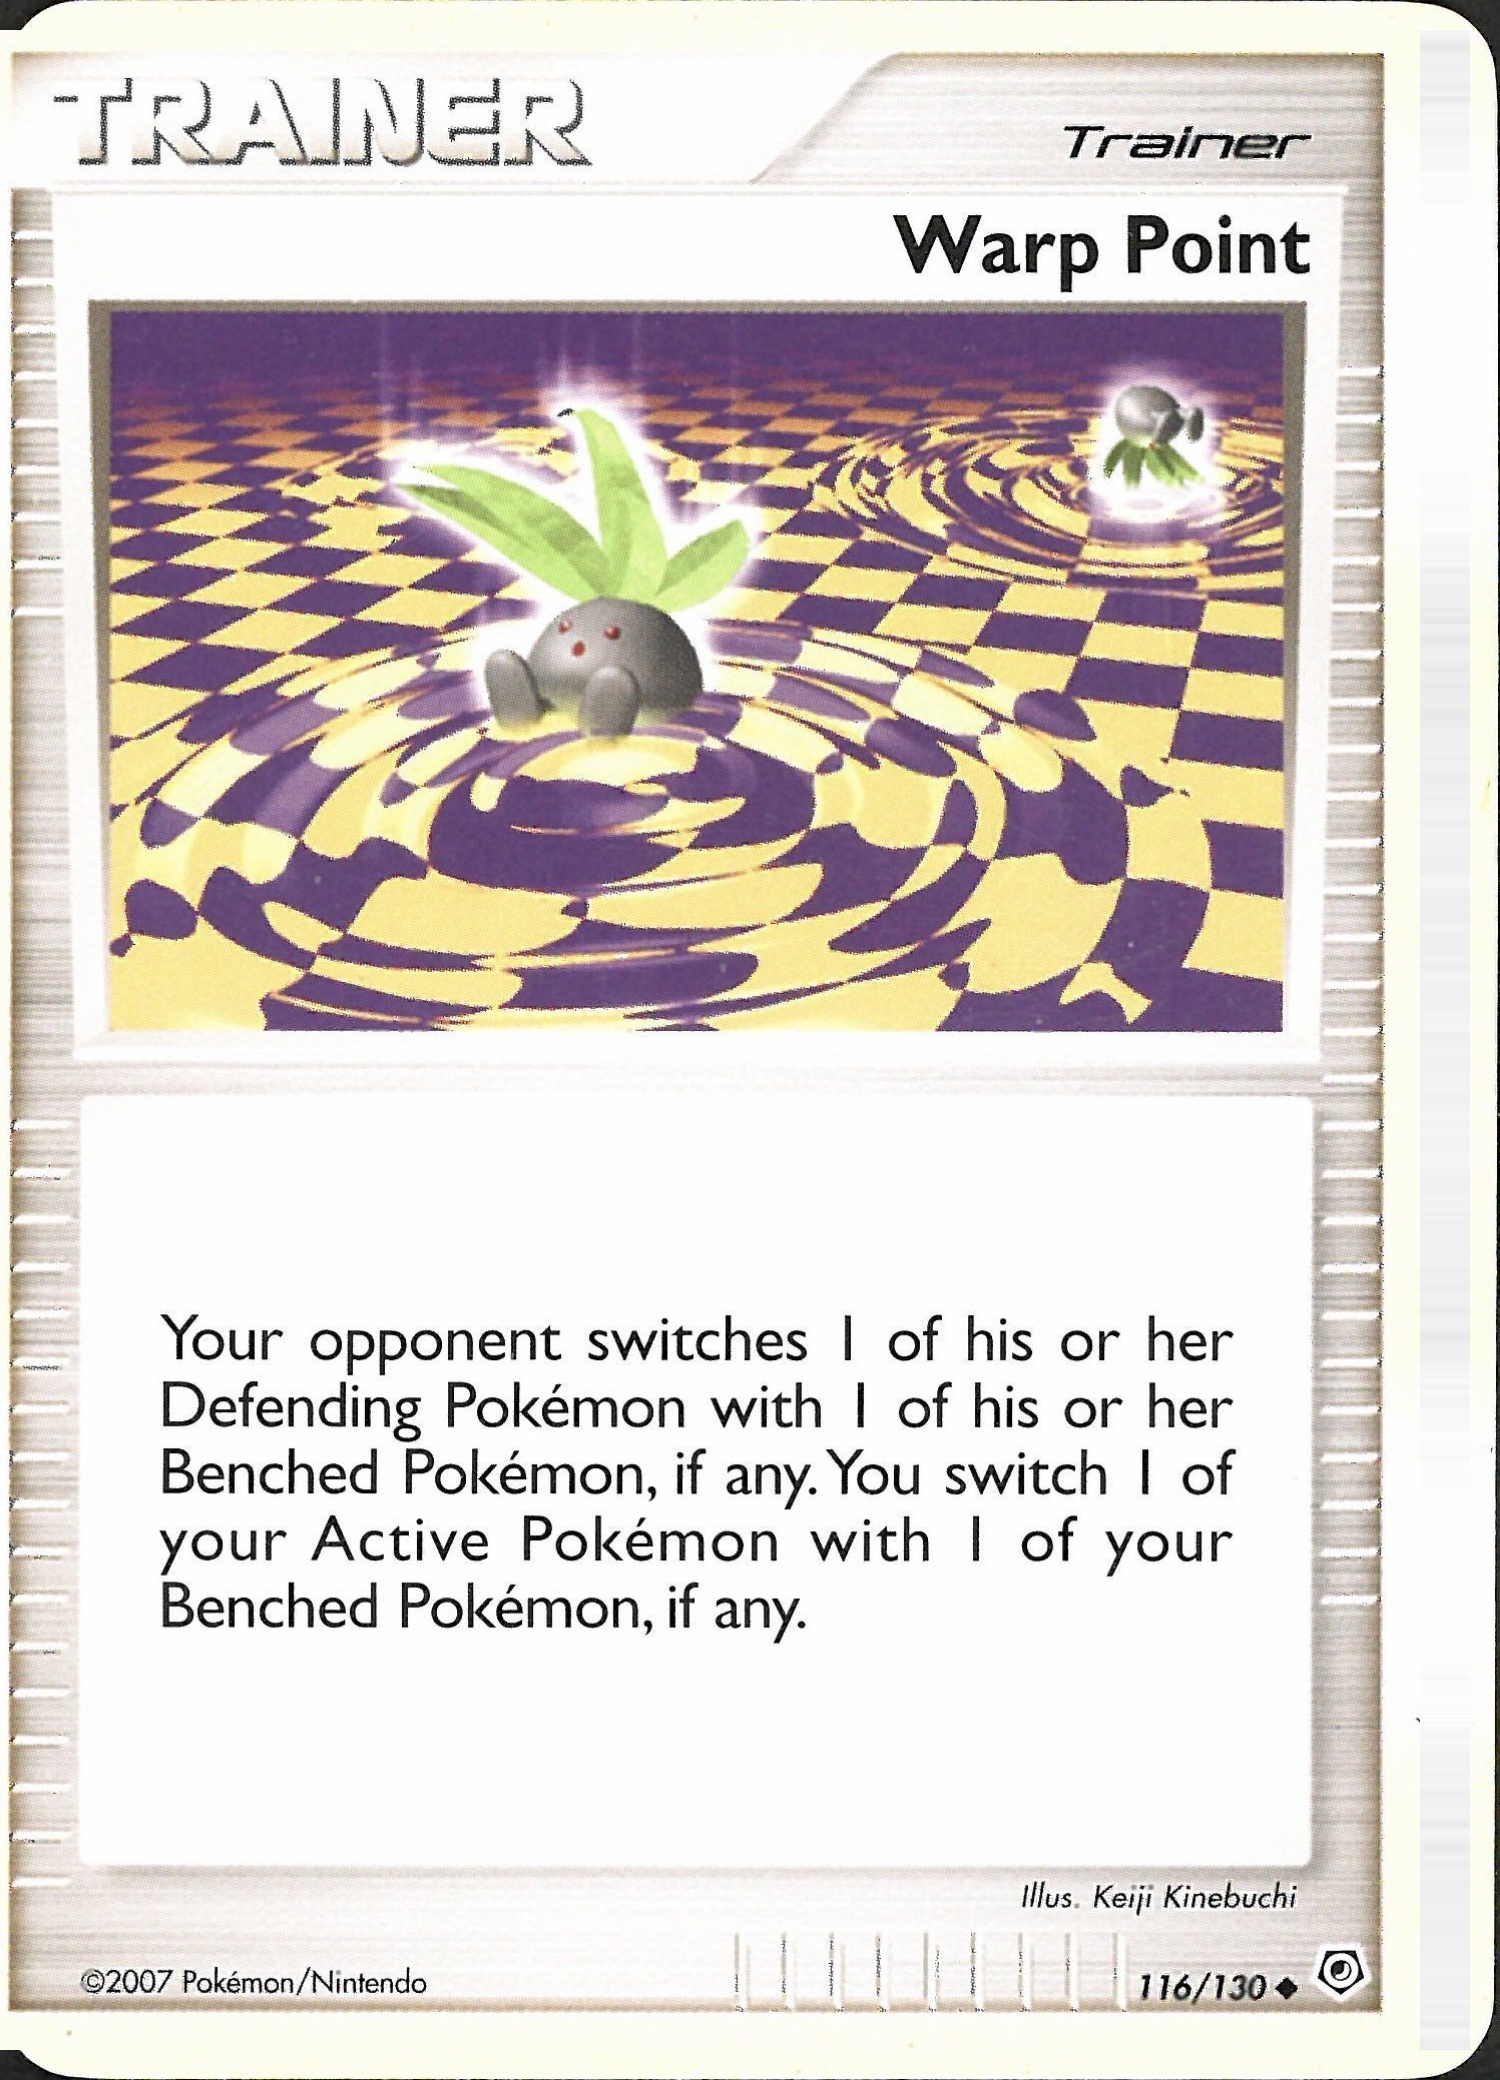 TRAINER
Trainer
Warp Point
Your opponent switches 1 of his or her
Defending Pokémon with 1 of his or her
Benched Pokémon, if any. You switch 1 of
your Active Pokémon with 1 of your
Benched Pokémon, if any.
Illus. Keiji Kinebuchi
©2007 Pokémon/Nintendo
116/130